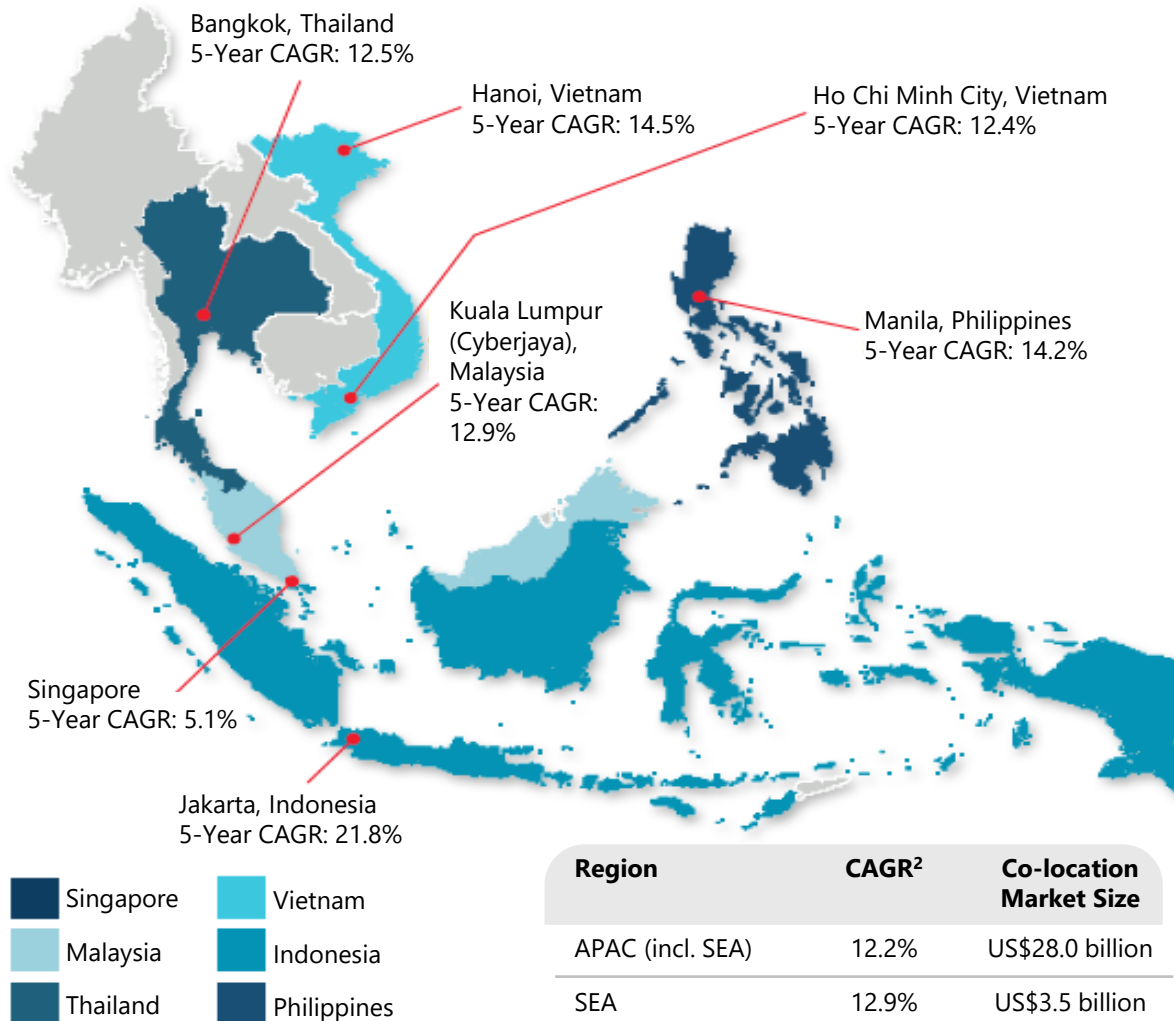 Bangkok, Thailand
5-Year CAGR: 12.5%
Hanoi, Vietnam
5-Year CAGR: 14.5%
Ho Chi Minh City, Vietnam
5-Year CAGR: 12.4%
Kuala Lumpur
(Cyberjaya),
Malaysia
5-Year CAGR:
12.9%
Manila, Philippines
5-Year CAGR: 14.2%
Singapore
5-Year CAGR: 5.1%
Jakarta, Indonesia
5-Year CAGR: 21.8%
Singapore
Vietnam
Malaysia
Indonesia
Thailand
Philippines
Region CAGR² Co-location
Market Size
APAC (incl. SEA) 12.2% US$28.0 billion
SEA 12.9% US$3.5 billion